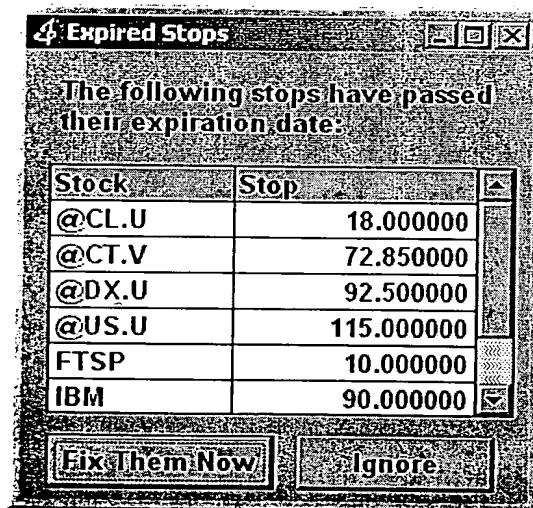 Expired Stops
The following stops have passed
their expiration date:
Stock Stop
@CL.U 18.000000
@CT.V 72.850000
@DX.U 92.500000
@US.U 115.000000
FTSP 10.000000
IBM 90.000000
Fix Them Now Ignore